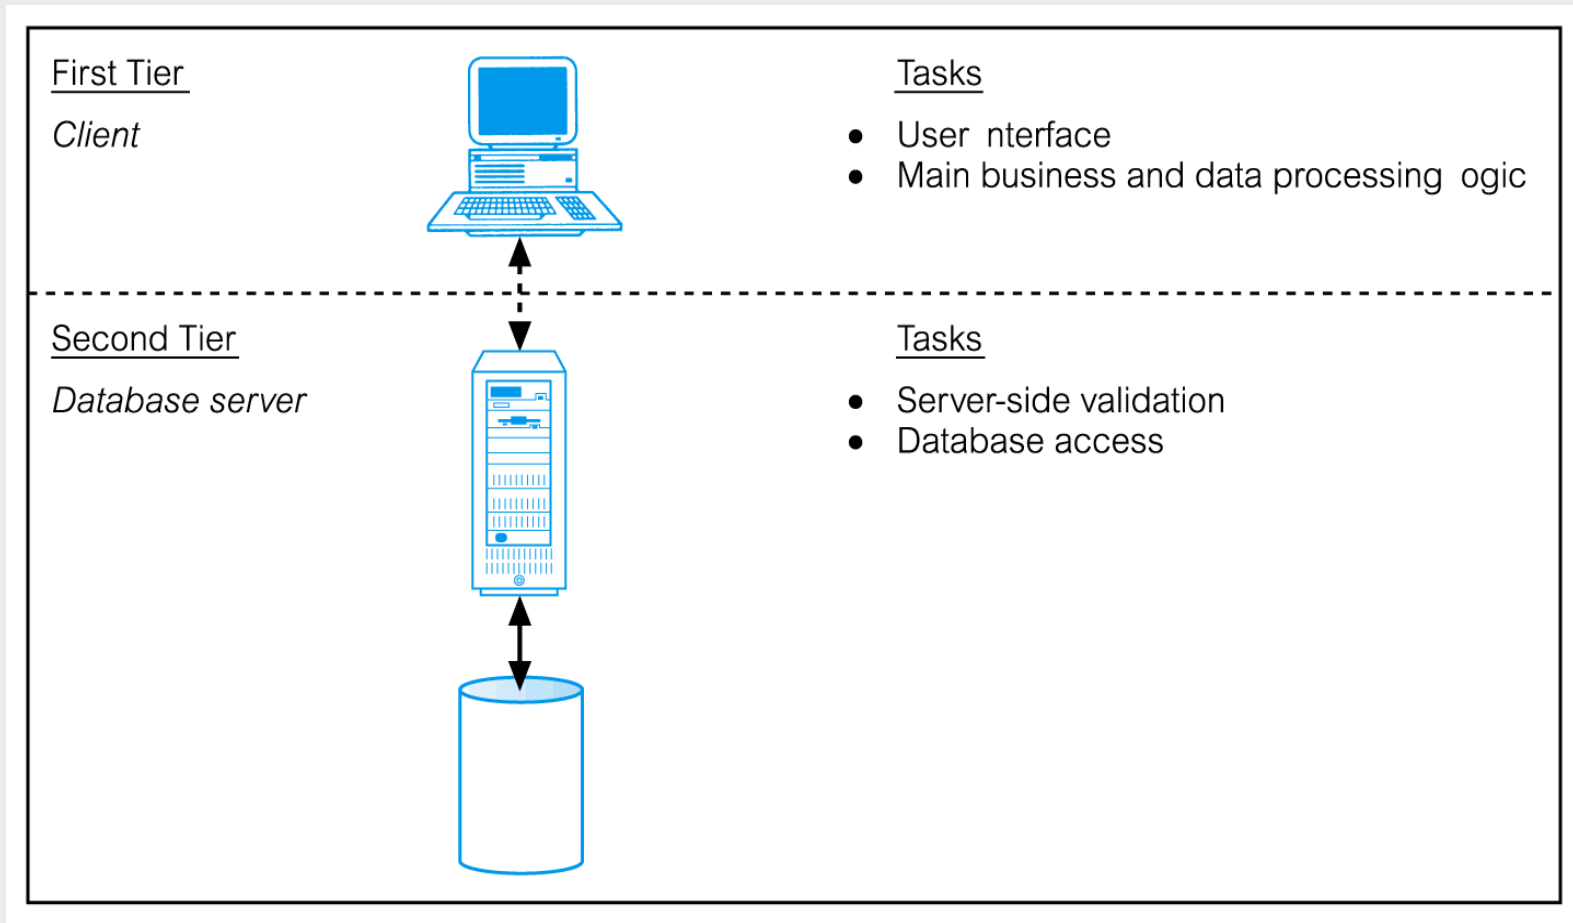 First Tier
Client
Tasks
● User nterface
● Main business and data processing ogic
Second Tier
Database server
Tasks
● Server-side validation
● Database access